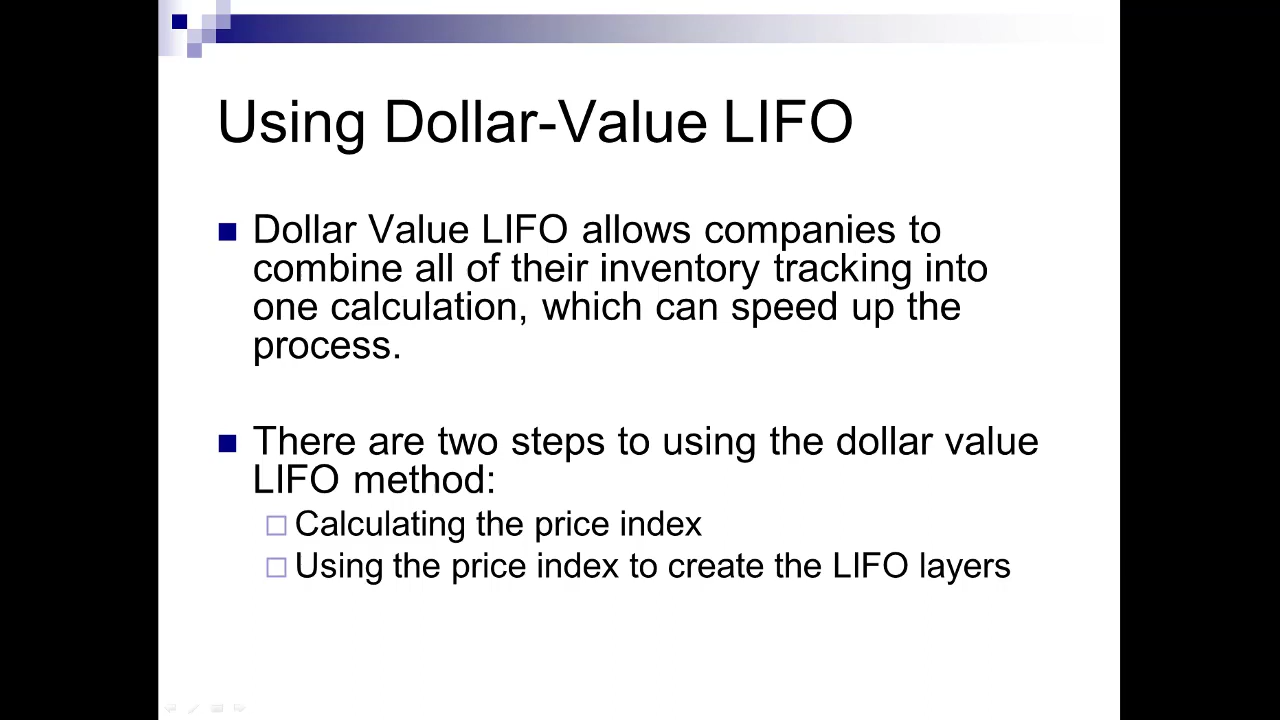 Using Dollar-Value LIFO
Dollar Value LIFO allows companies to
combine all of their inventory tracking into
one calculation, which can speed up the
process.
There are two steps to using the dollar value
LIFO method:
Calculating the price index
Using the price index to create the LIFO layers